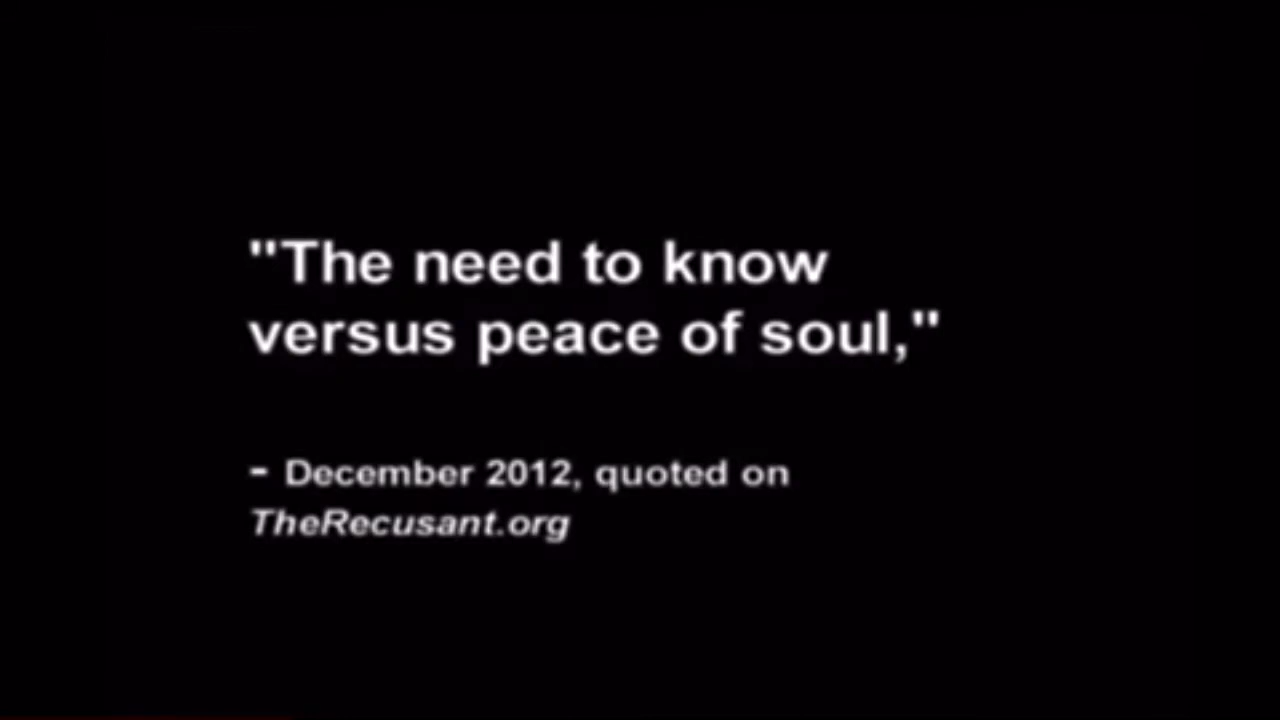 "The need to know
versus peace of soul,"
- December 2012, quoted on
TheRecusant.org